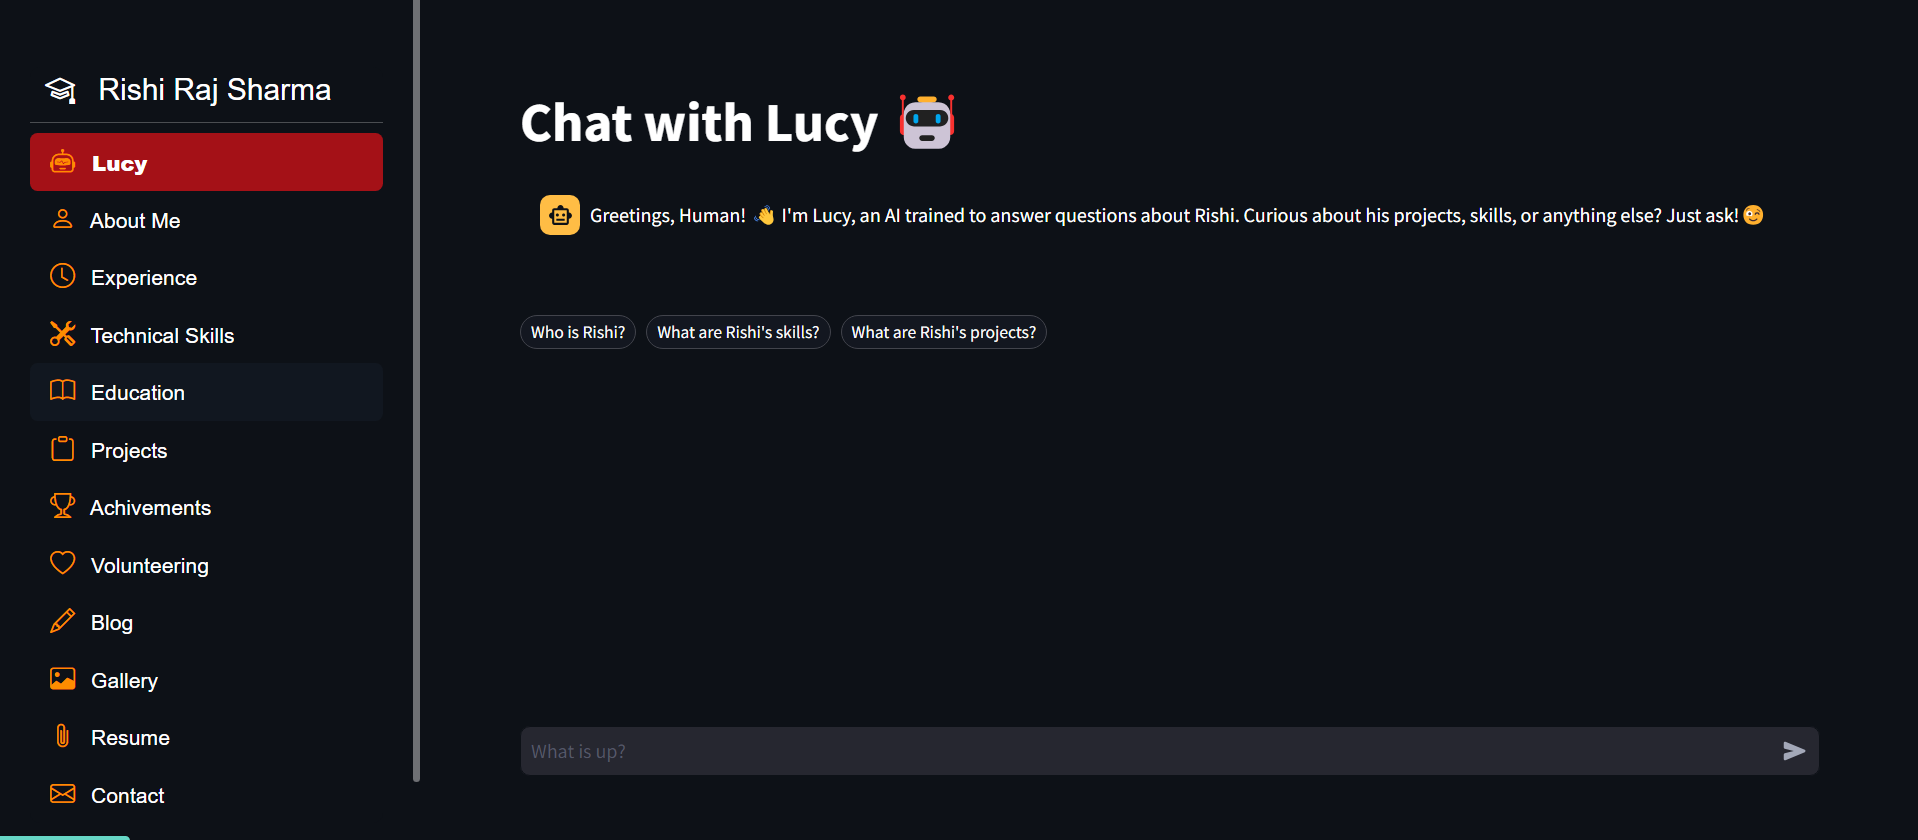 Rishi Raj Sharma
Lucy
About Me
Experience
Technical Skills
Education
Projects
Achivements
Volunteering
Blog
Gallery
Resume
Contact
Chat with Lucy
Greetings, Human! 👋 I'm Lucy, an AI trained to answer questions about Rishi. Curious about his projects, skills, or anything else? Just ask! 😉
Who is Rishi?
What are Rishi's skills?
What are Rishi's projects?
What is up?